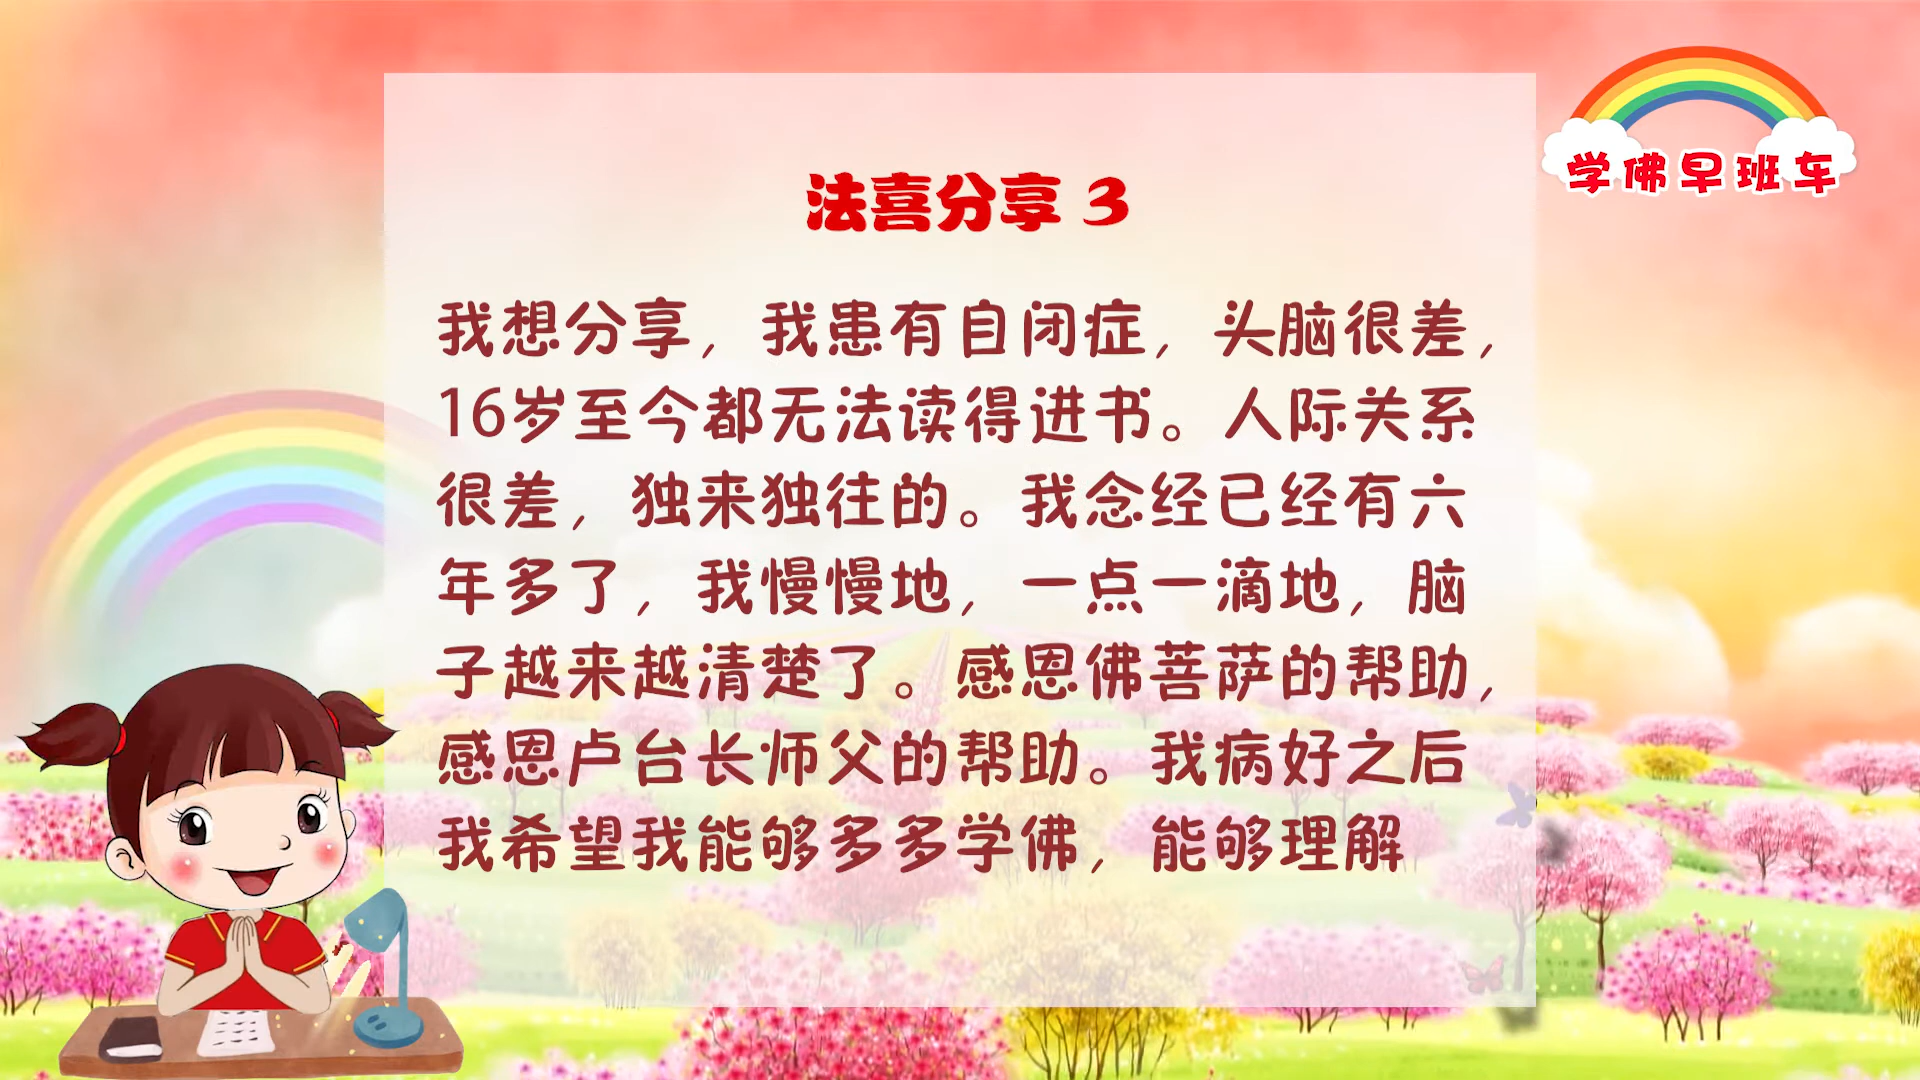 学佛早班车
法喜分享 3
我想分享，我患有自闭症，头脑很差，
16岁至今都无法读得进书。人际关系
很差，独来独往的。我念经已经有六
年多了，我慢慢地，一点一滴地，脑
子越来越清楚了。感恩佛菩萨的帮助，
感恩卢台长师父的帮助。我病好之后
我希望我能够多多学佛，能够理解